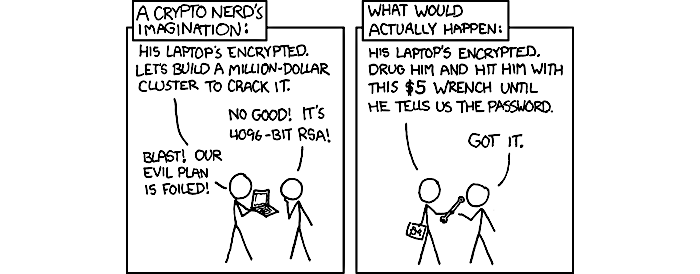 A CRYPTO NERD'S
IMAGINATION:
HIS LAPTOP'S ENCRYPTED.
LET'S BUILD A MILLION-DOLLAR
CLUSTER TO CRACK IT.
NO GOOD! IT'S
4096-BIT RSA!
BLAST! OUR
EVIL PLAN
IS FOILED!
WHAT WOULD
ACTUALLY HAPPEN:
HIS LAPTOP'S ENCRYPTED.
DRUG HIM AND HIT HIM WITH
THIS $5 WRENCH UNTIL
HE TELLS US THE PASSWORD.
GOT IT.